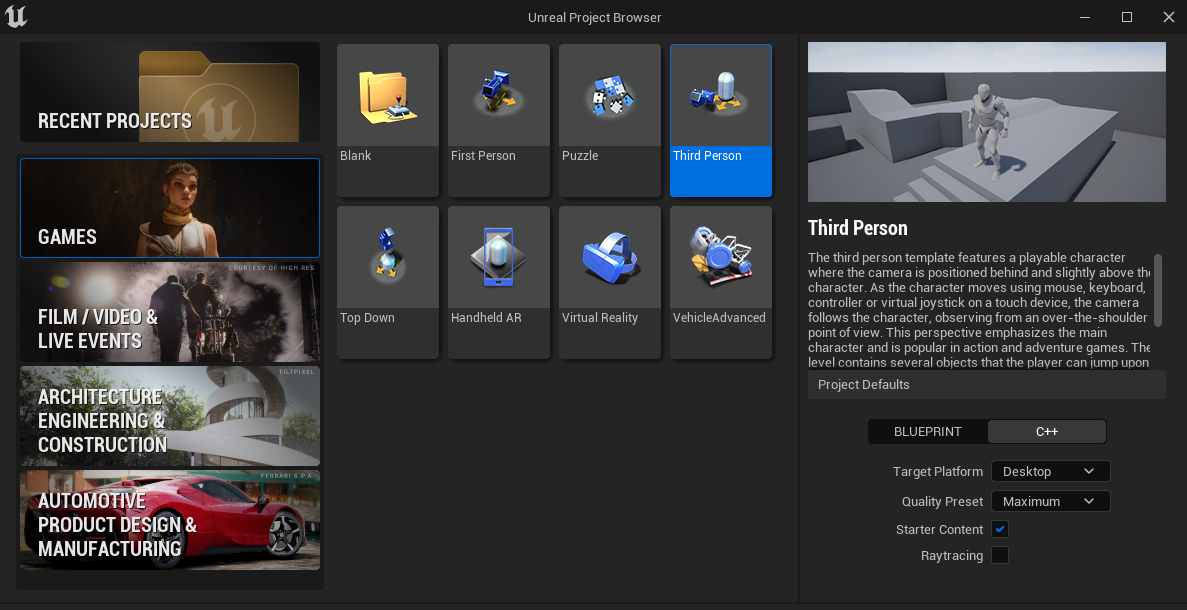 Unreal Project Browser
RECENT PROJECTS
GAMES
COURTESY OF HIGH RES
FILM / VIDEO &
LIVE EVENTS
TILTPIXEL
ARCHITECTURE
ENGINEERING &
CONSTRUCTION
FERRARI S.P.A
AUTOMOTIVE
PRODUCT DESIGN &
MANUFACTURING
Blank
First Person
Puzzle
Third Person
Top Down
Handheld AR
Virtual Reality
VehicleAdvanced
Third Person
The third person template features a playable character
where the camera is positioned behind and slightly above the
character. As the character moves using mouse, keyboard,
controller or virtual joystick on a touch device, the camera
follows the character, observing from an over-the-shoulder
point of view. This perspective emphasizes the main
character and is popular in action and adventure games. The
level contains several objects that the player can jump upon
Project Defaults
BLUEPRINT
C++
Target Platform
Desktop
Quality Preset
Maximum
Starter Content
Raytracing